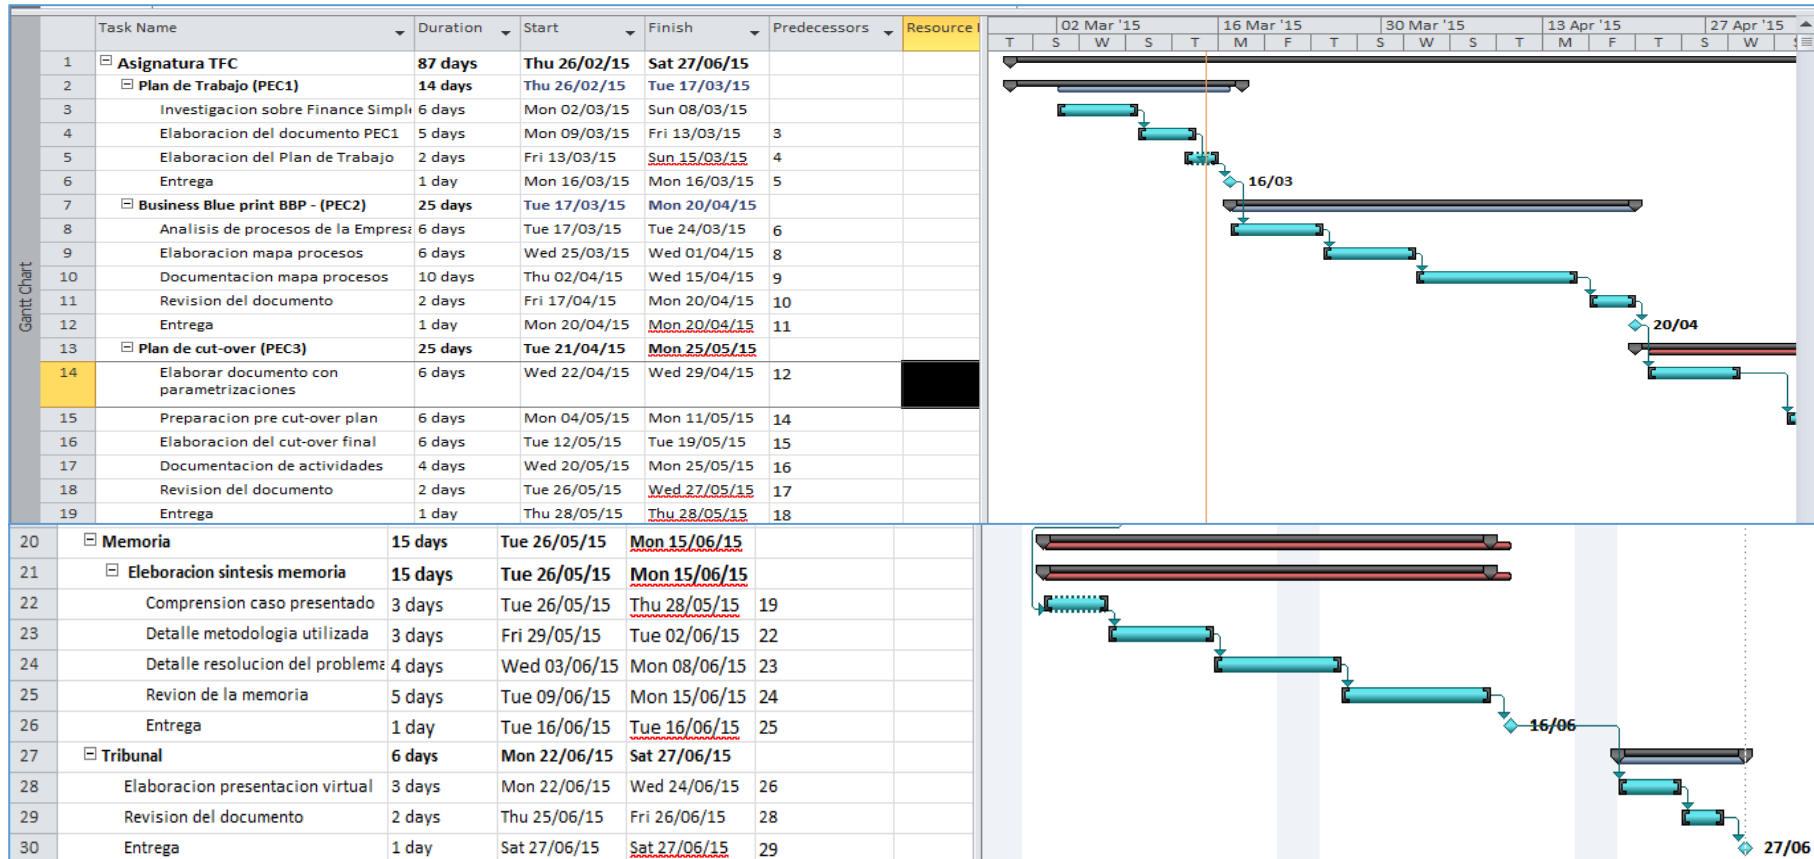 Task Name Duration Start Finish Predecessors Resource
02 Mar '15 16 Mar '15 30 Mar '15 13 Apr '15 27 Apr '15
T S W S T M F T S W S T M F T S W S
Gantt Chart
1 Asignatura TFC 87 days Thu 26/02/15 Sat 27/06/15
2 Plan de Trabajo (PEC1) 14 days Thu 26/02/15 Tue 17/03/15
3 Investigacion sobre Finance Simple 6 days Mon 02/03/15 Sun 08/03/15
4 Elaboracion del documento PEC1 5 days Mon 09/03/15 Fri 13/03/15 3
5 Elaboracion del Plan de Trabajo 2 days Fri 13/03/15 Sun 15/03/15 4
6 Entrega 1 day Mon 16/03/15 Mon 16/03/15 5 16/03
7 Business Blue print BBP - (PEC2) 25 days Tue 17/03/15 Mon 20/04/15
8 Analisis de procesos de la Empresa 6 days Tue 17/03/15 Tue 24/03/15 6
9 Elaboracion mapa procesos 6 days Wed 25/03/15 Wed 01/04/15 8
10 Documentacion mapa procesos 10 days Thu 02/04/15 Wed 15/04/15 9
11 Revision del documento 2 days Fri 17/04/15 Mon 20/04/15 10
12 Entrega 1 day Mon 20/04/15 Mon 20/04/15 11 20/04
13 Plan de cut-over (PEC3) 25 days Tue 21/04/15 Mon 25/05/15
14 Elaborar documento con 6 days Wed 22/04/15 Wed 29/04/15 12
parametrizaciones
15 Preparacion pre cut-over plan 6 days Mon 04/05/15 Mon 11/05/15 14
16 Elaboracion del cut-over final 6 days Tue 12/05/15 Tue 19/05/15 15
17 Documentacion de actividades 4 days Wed 20/05/15 Mon 25/05/15 16
18 Revision del documento 2 days Tue 26/05/15 Wed 27/05/15 17
19 Entrega 1 day Thu 28/05/15 Thu 28/05/15 18
20 Memoria 15 days Tue 26/05/15 Mon 15/06/15
21 Eleboracion sintesis memoria 15 days Tue 26/05/15 Mon 15/06/15
22 Comprension caso presentado 3 days Tue 26/05/15 Thu 28/05/15 19
23 Detalle metodologia utilizada 3 days Fri 29/05/15 Tue 02/06/15 22
24 Detalle resolucion del problema 4 days Wed 03/06/15 Mon 08/06/15 23
25 Revion de la memoria 5 days Tue 09/06/15 Mon 15/06/15 24
26 Entrega 1 day Tue 16/06/15 Tue 16/06/15 25 16/06
27 Tribunal 6 days Mon 22/06/15 Sat 27/06/15
28 Elaboracion presentacion virtual 3 days Mon 22/06/15 Wed 24/06/15 26
29 Revision del documento 2 days Thu 25/06/15 Fri 26/06/15 28
30 Entrega 1 day Sat 27/06/15 Sat 27/06/15 29 27/06